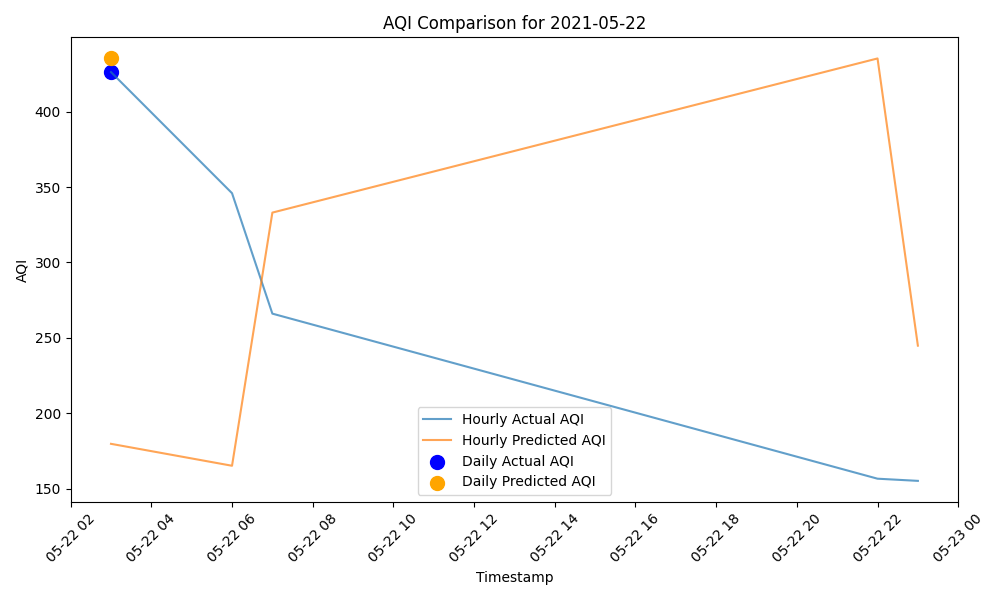 AQI Comparison for 2021-05-22
AQI
400
350
300
250
200
150
Hourly Actual AQI
Hourly Predicted AQI
Daily Actual AQI
Daily Predicted AQI
05-22 02
05-22 04
05-22 06
05-22 08
05-22 10
05-22 12
05-22 14
05-22 16
05-22 18
05-22 20
05-22 22
05-23 00
Timestamp